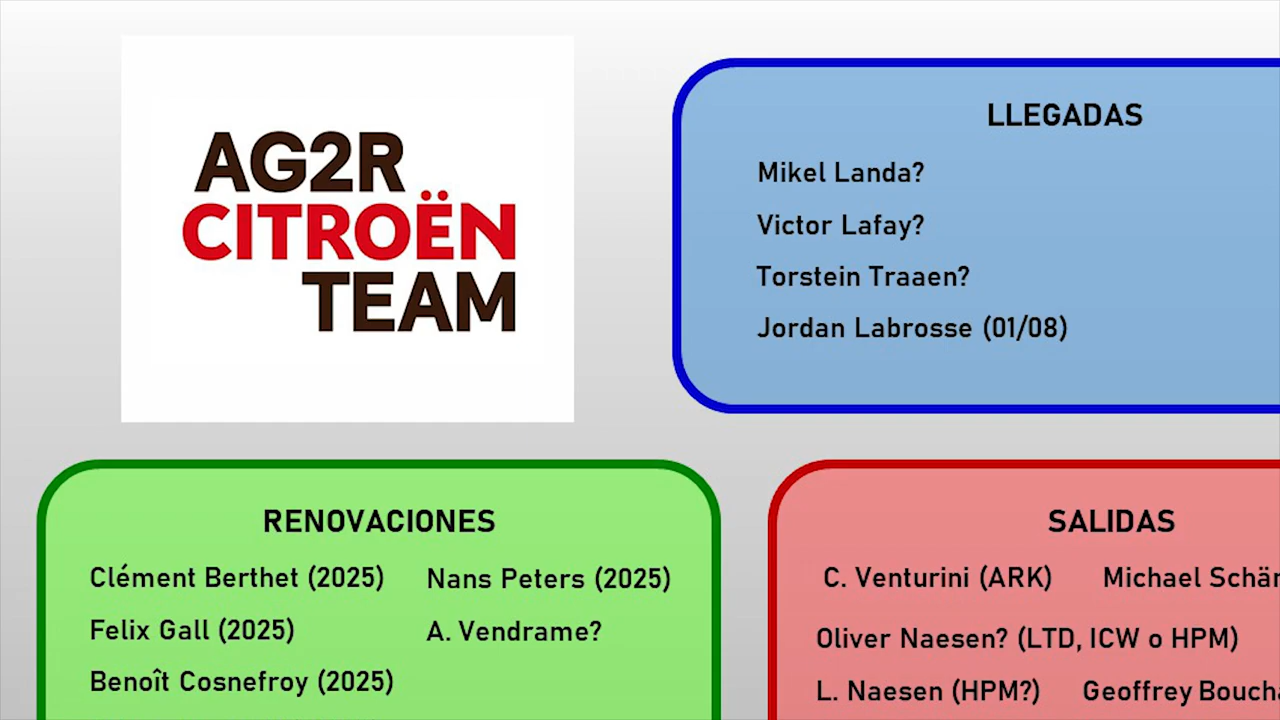 AG2R
CITROËN
TEAM
LLEGADAS
Mikel Landa?
Victor Lafay?
Torstein Traaen?
Jordan Labrosse (01/08)
RENOVACIONES
Clément Berthet (2025)
Nans Peters (2025)
Felix Gall (2025)
A. Vendrame?
Benoît Cosnefroy (2025)
SALIDAS
C. Venturini (ARK)
Michael
Oliver Naesen? (LTD, ICW o HPM)
L. Naesen (HPM?)
Geoffrey